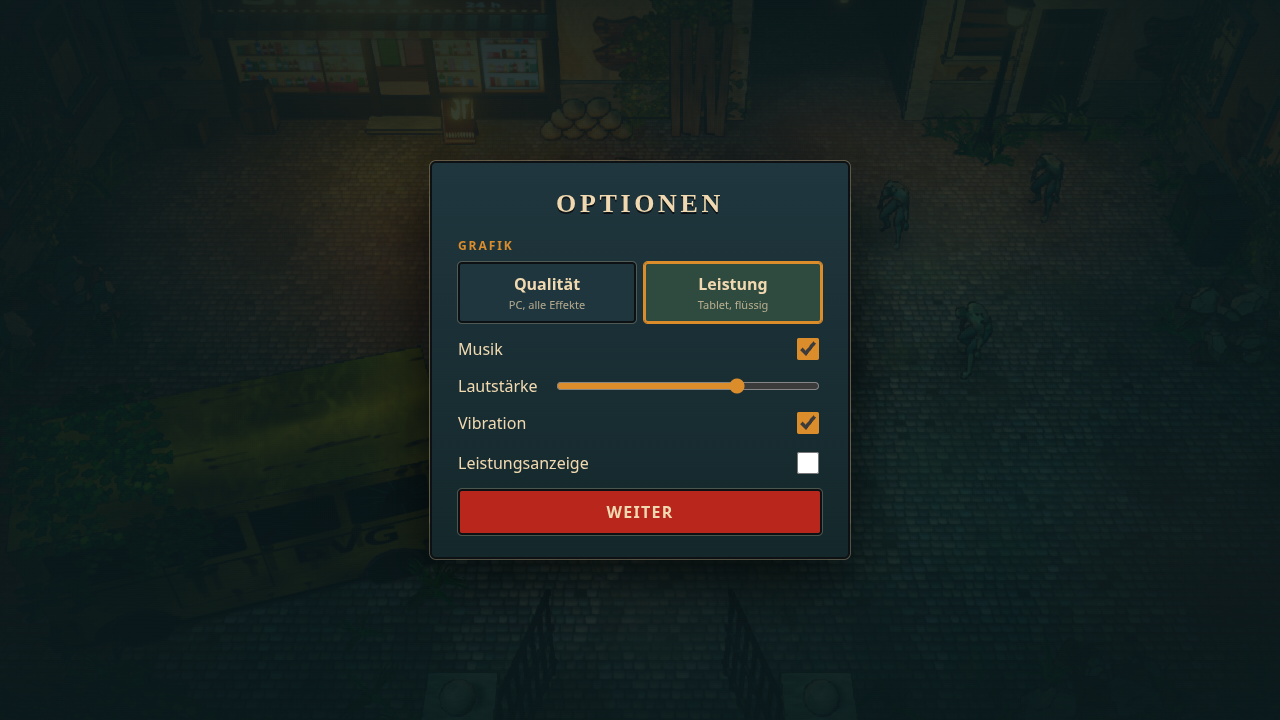 OPTIONEN
GRAFIK
Qualität
PC, alle Effekte
Leistung
Tablet, flüssig
Musik
Lautstärke
Vibration
Leistungsanzeige
WEITER